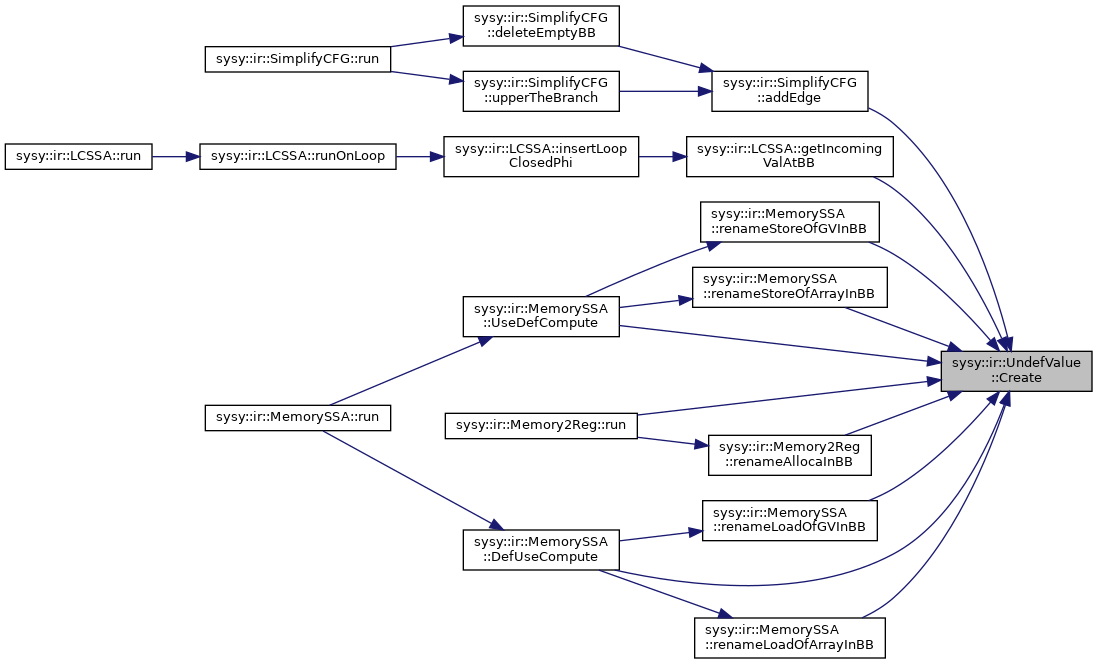 sysy::ir::SimplifyCFG
::deleteEmptyBB
sysy::ir::SimplifyCFG::run
sysy::ir::SimplifyCFG
::upperTheBranch
sysy::ir::SimplifyCFG
::addEdge
sysy::ir::LCSSA::run
sysy::ir::LCSSA::runOnLoop
sysy::ir::LCSSA::insertLoop
ClosedPhi
sysy::ir::LCSSA::getIncoming
ValAtBB
sysy::ir::MemorySSA
::renameStoreOfGVInBB
sysy::ir::MemorySSA
::renameStoreOfArrayInBB
sysy::ir::MemorySSA
::UseDefCompute
sysy::ir::UndefValue
::Create
sysy::ir::MemorySSA::run
sysy::ir::Memory2Reg::run
sysy::ir::Memory2Reg
::renameAllocaInBB
sysy::ir::MemorySSA
::renameLoadOfGVInBB
sysy::ir::MemorySSA
::DefUseCompute
sysy::ir::MemorySSA
::renameLoadOfArrayInBB